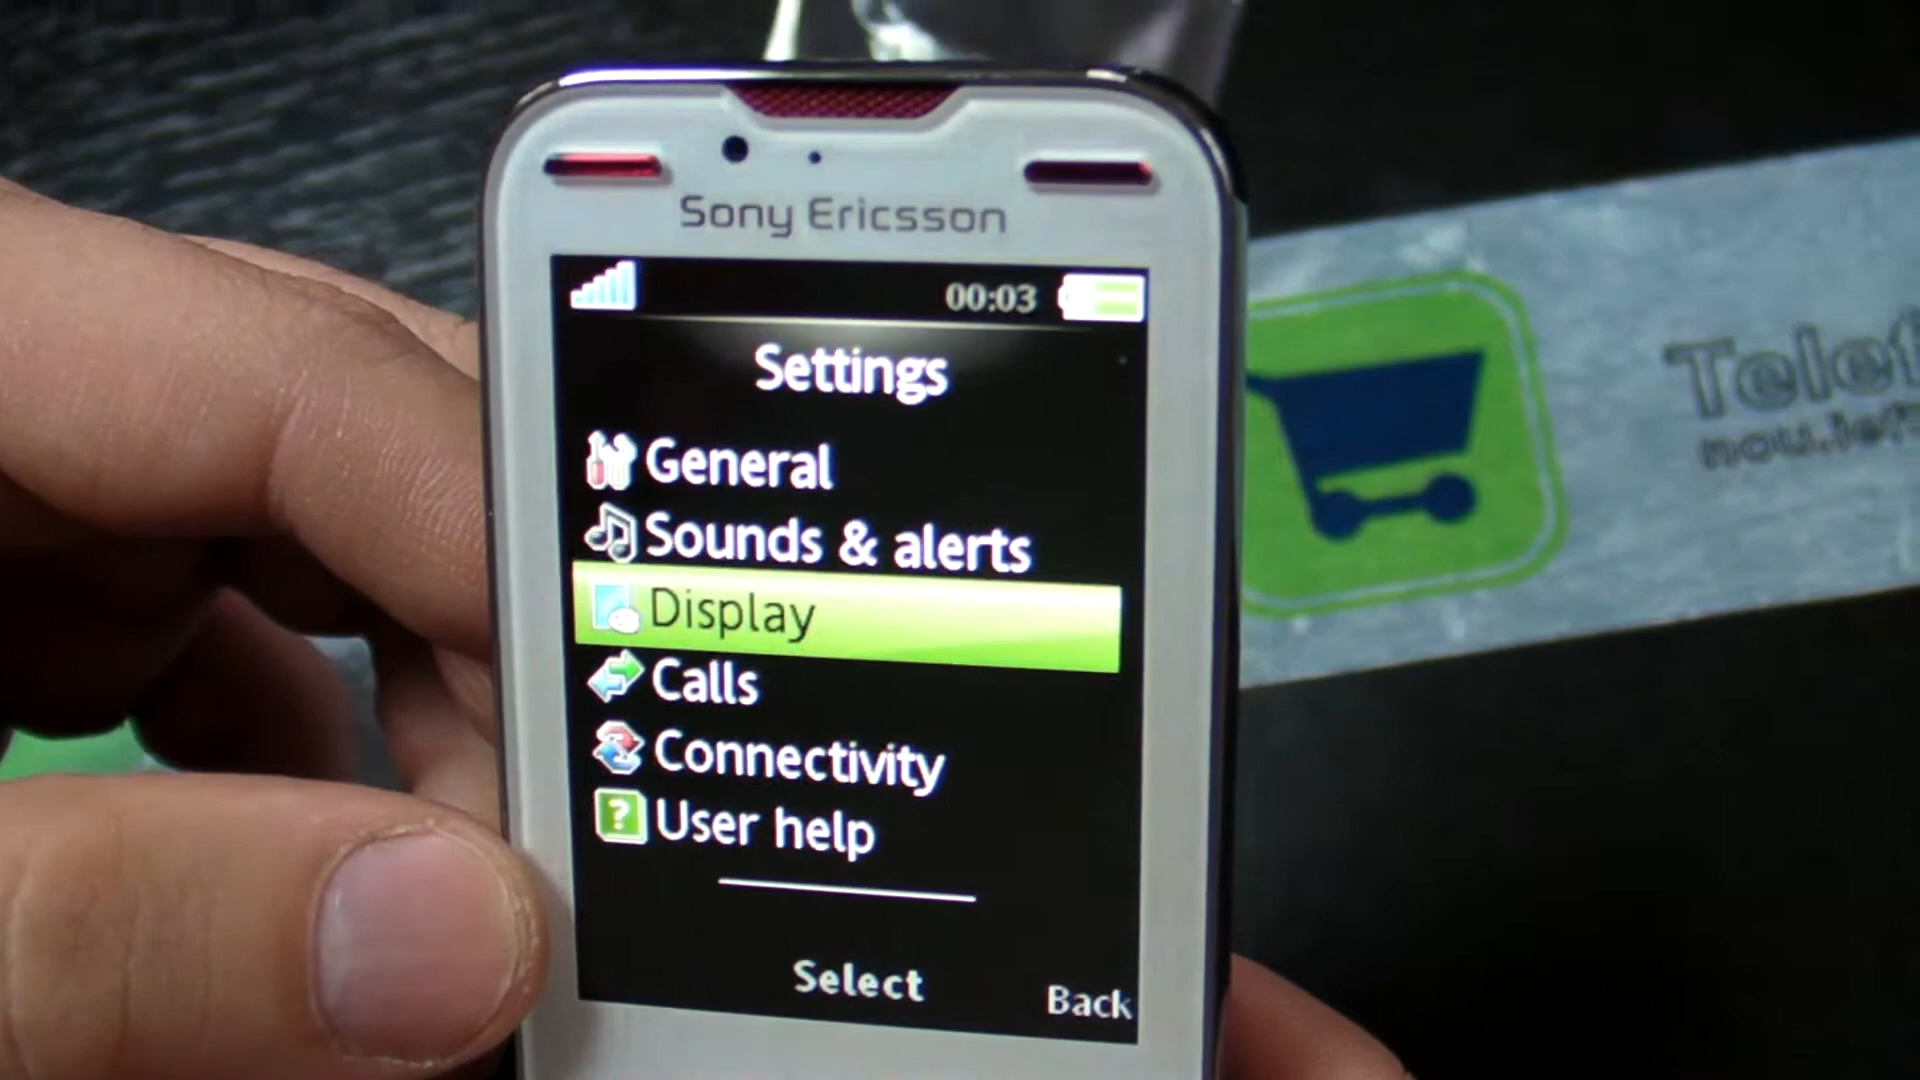 Sony Ericsson
00:03
Settings
General
Sounds & alerts
Display
Calls
Connectivity
User help
Select
Back